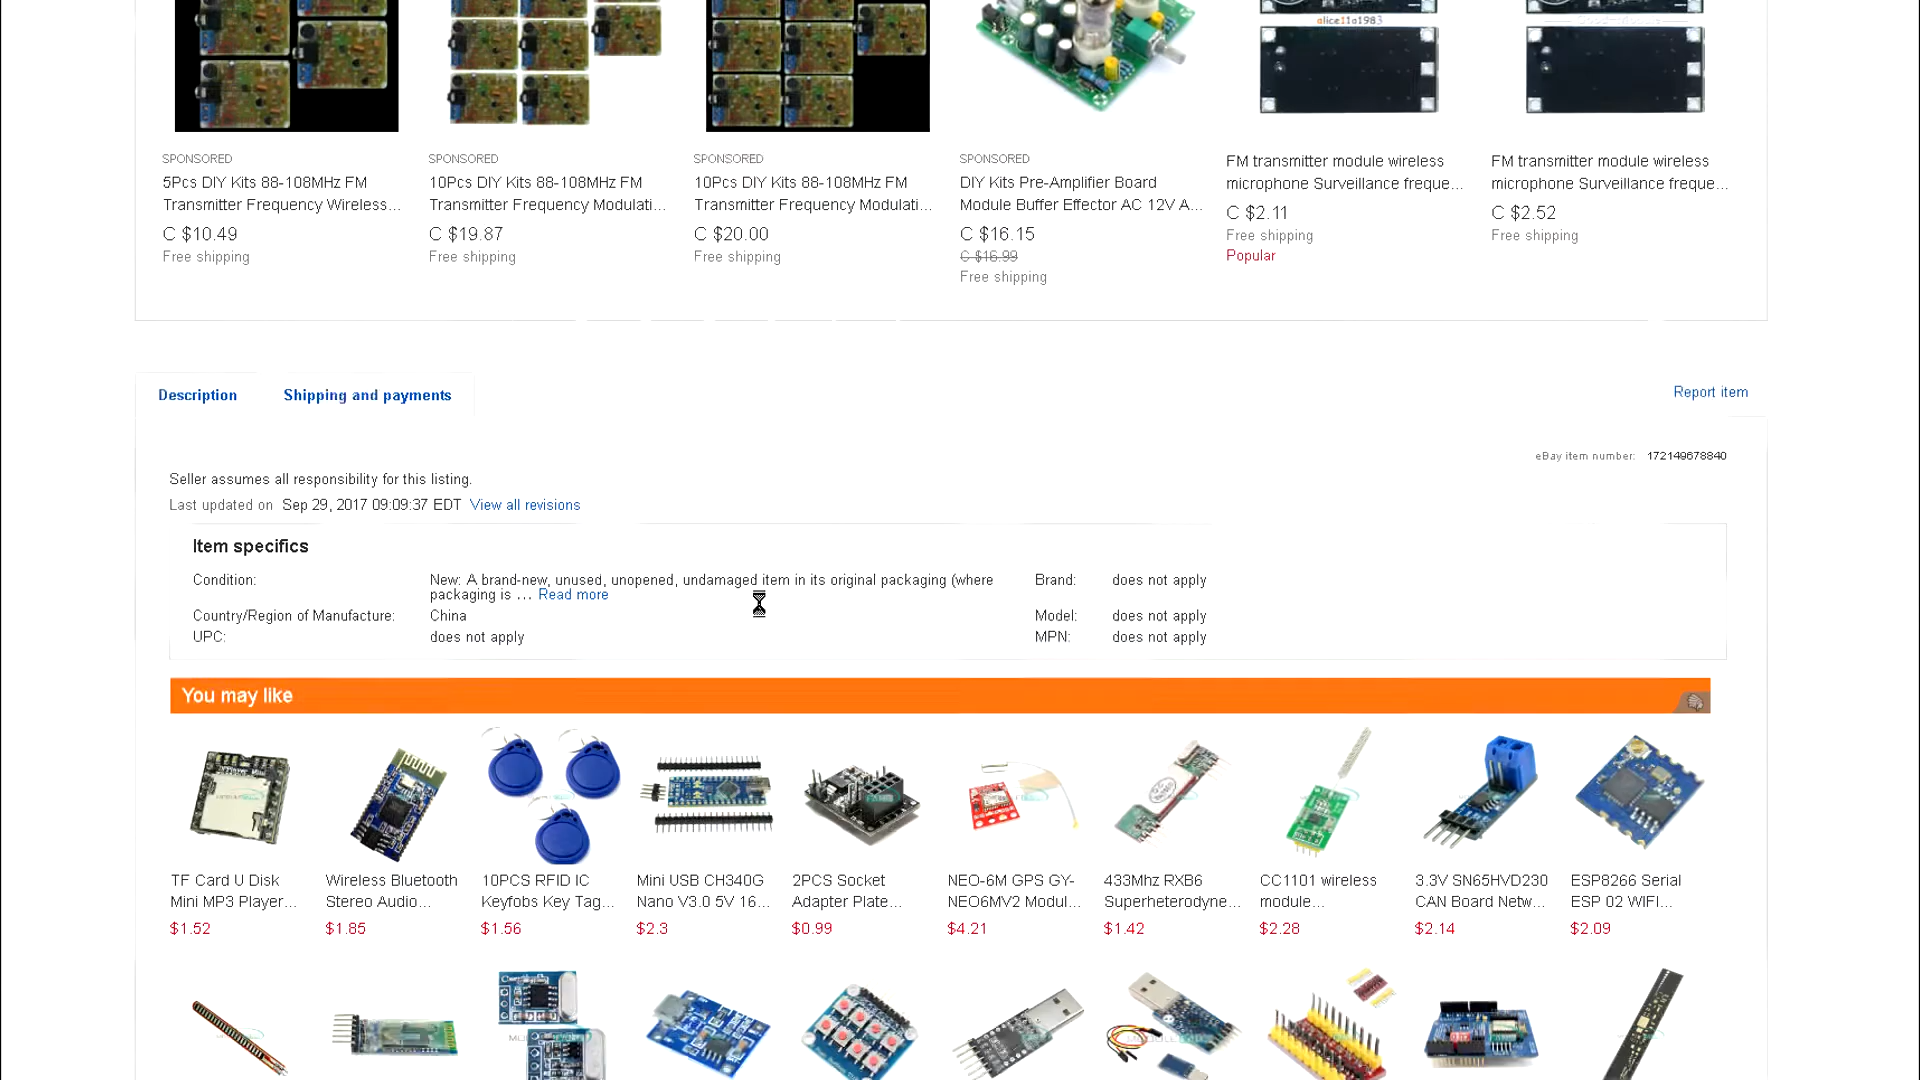 alice11a1983
SPONSORED
5Pcs DIY Kits 88-108MHz FM
Transmitter Frequency Wireless...
C $10.49
Free shipping
SPONSORED
10Pcs DIY Kits 88-108MHz FM
Transmitter Frequency Modulati...
C $19.87
Free shipping
SPONSORED
10Pcs DIY Kits 88-108MHz FM
Transmitter Frequency Modulati...
C $20.00
Free shipping
SPONSORED
DIY Kits Pre-Amplifier Board
Module Buffer Effector AC 12V A...
C $16.15
C $16.99
Free shipping
FM transmitter module wireless
microphone Surveillance freque...
C $2.11
Free shipping
Popular
FM transmitter module wireless
microphone Surveillance freque...
C $2.52
Free shipping
Description
Shipping and payments
Report item
eBay item number: 172149678840
Seller assumes all responsibility for this listing.
Last updated on Sep 29, 2017 09:09:37 EDT View all revisions
Item specifics
Condition:
New: A brand-new, unused, unopened, undamaged item in its original packaging (where
packaging is ... Read more
Brand:
does not apply
Country/Region of Manufacture:
China
Model:
does not apply
UPC:
does not apply
MPN:
does not apply
You may like
TF Card U Disk
Mini MP3 Player...
$1.52
Wireless Bluetooth
Stereo Audio...
$1.85
10PCS RFID IC
Keyfobs Key Tag...
$1.56
Mini USB CH340G
Nano V3.0 5V 16...
$2.3
2PCS Socket
Adapter Plate...
$0.99
NEO-6M GPS GY-
NEO6MV2 Modul...
$4.21
433Mhz RXB6
Superheterodyne...
$1.42
CC1101 wireless
module...
$2.28
3.3V SN65HVD230
CAN Board Netw...
$2.14
ESP8266 Serial
ESP 02 WIFI...
$2.09